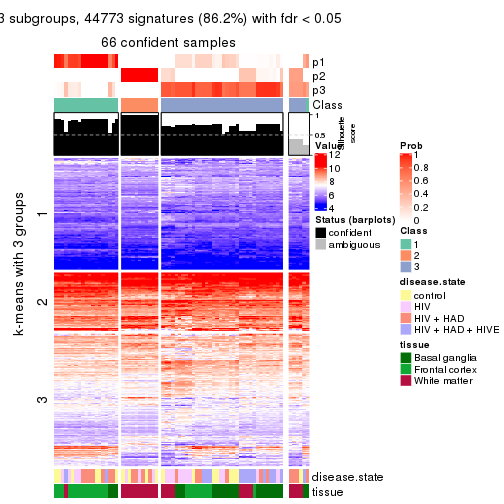 3 subgroups, 44773 signatures (86.2%) with fdr < 0.05
66 confident samples
p1
p2
p3
Class
1
0.5
0
Silhouette
score
k-means with 3 groups
1
2
3
disease.state
tissue
Value
12
10
8
6
4
Status (barplots)
confident
ambiguous
Prob
1
0.8
0.6
0.4
0.2
0
Class
1
2
3
disease.state
control
HIV
HIV + HAD
HIV + HAD + HIVE
tissue
Basal ganglia
Frontal cortex
White matter